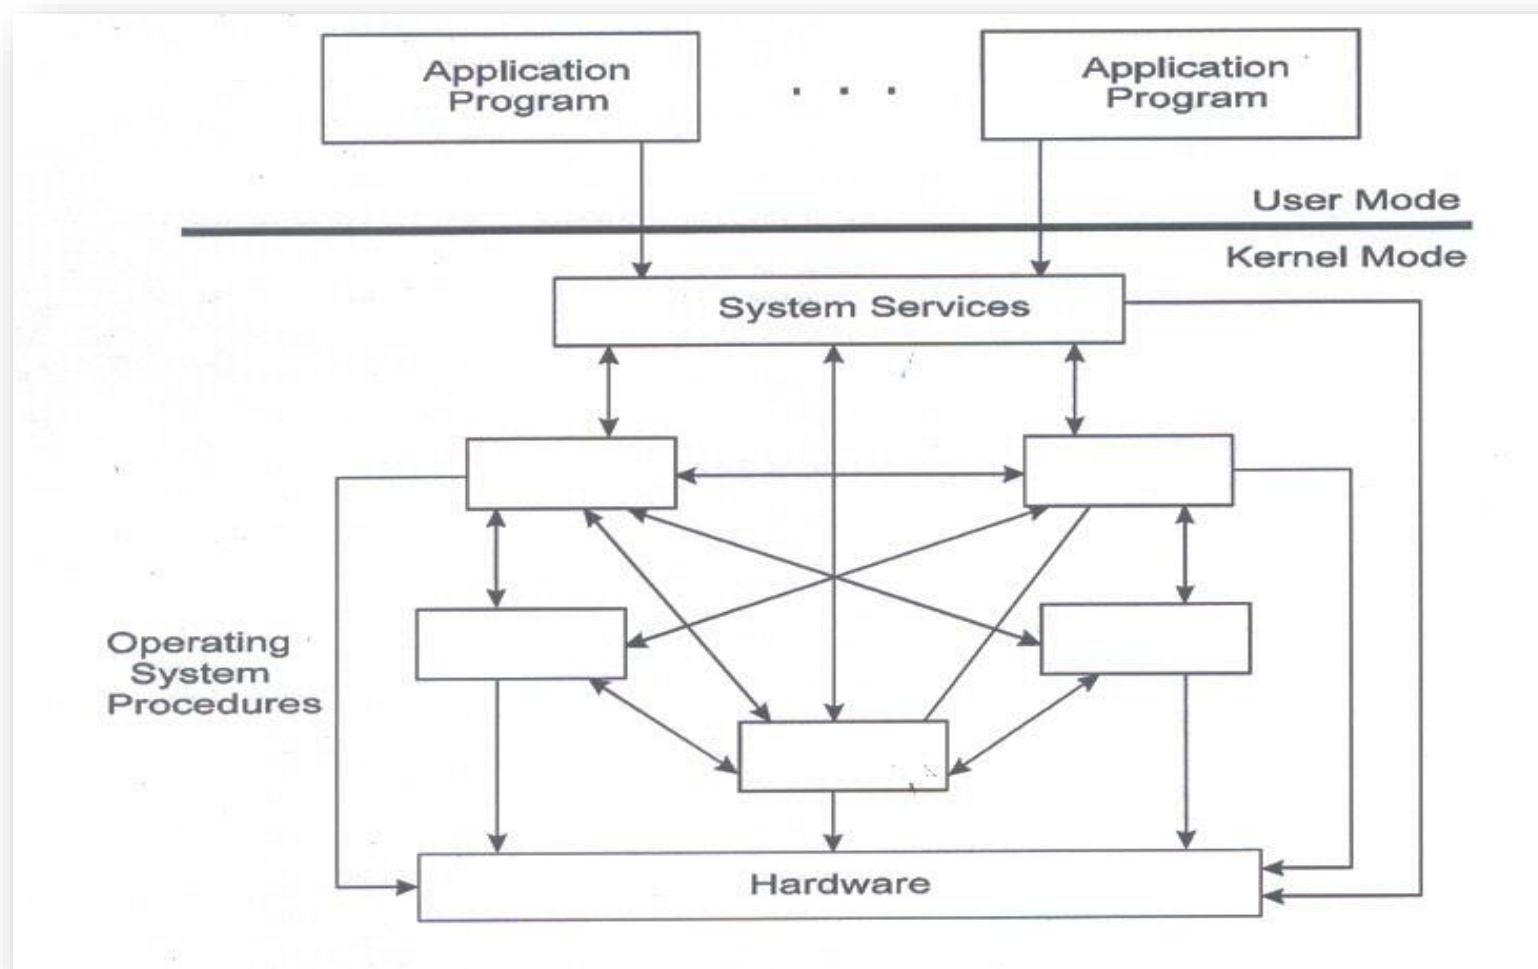 Application
Program
. . .
Application
Program
User Mode
Kernel Mode
System Services
Operating
System
Procedures
Hardware